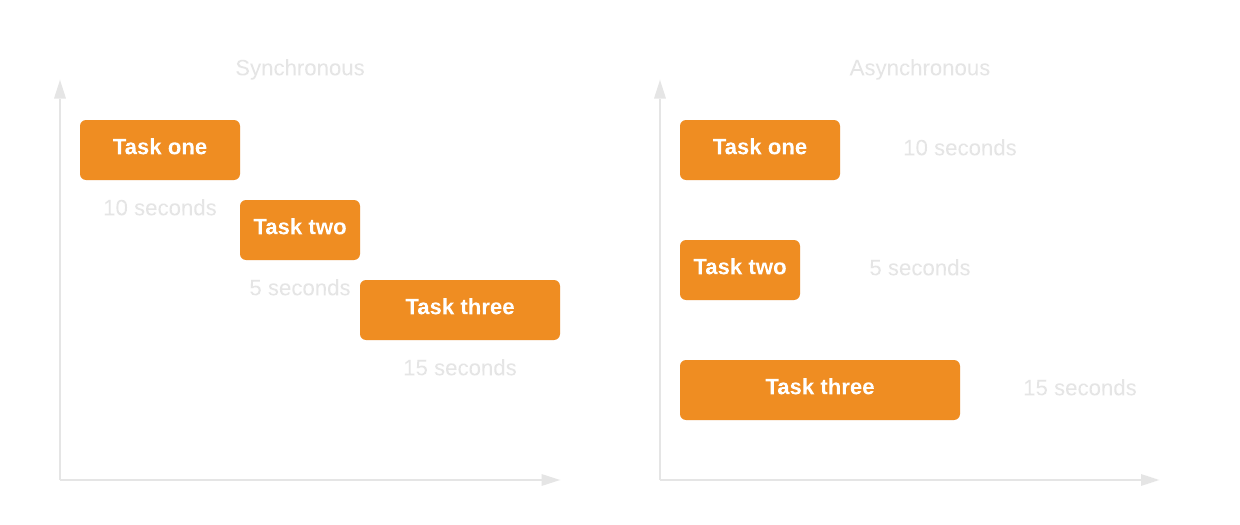 Synchronous
Task one
10 seconds
Task two
5 seconds
Task three
15 seconds
Asynchronous
Task one
10 seconds
Task two
5 seconds
Task three
15 seconds